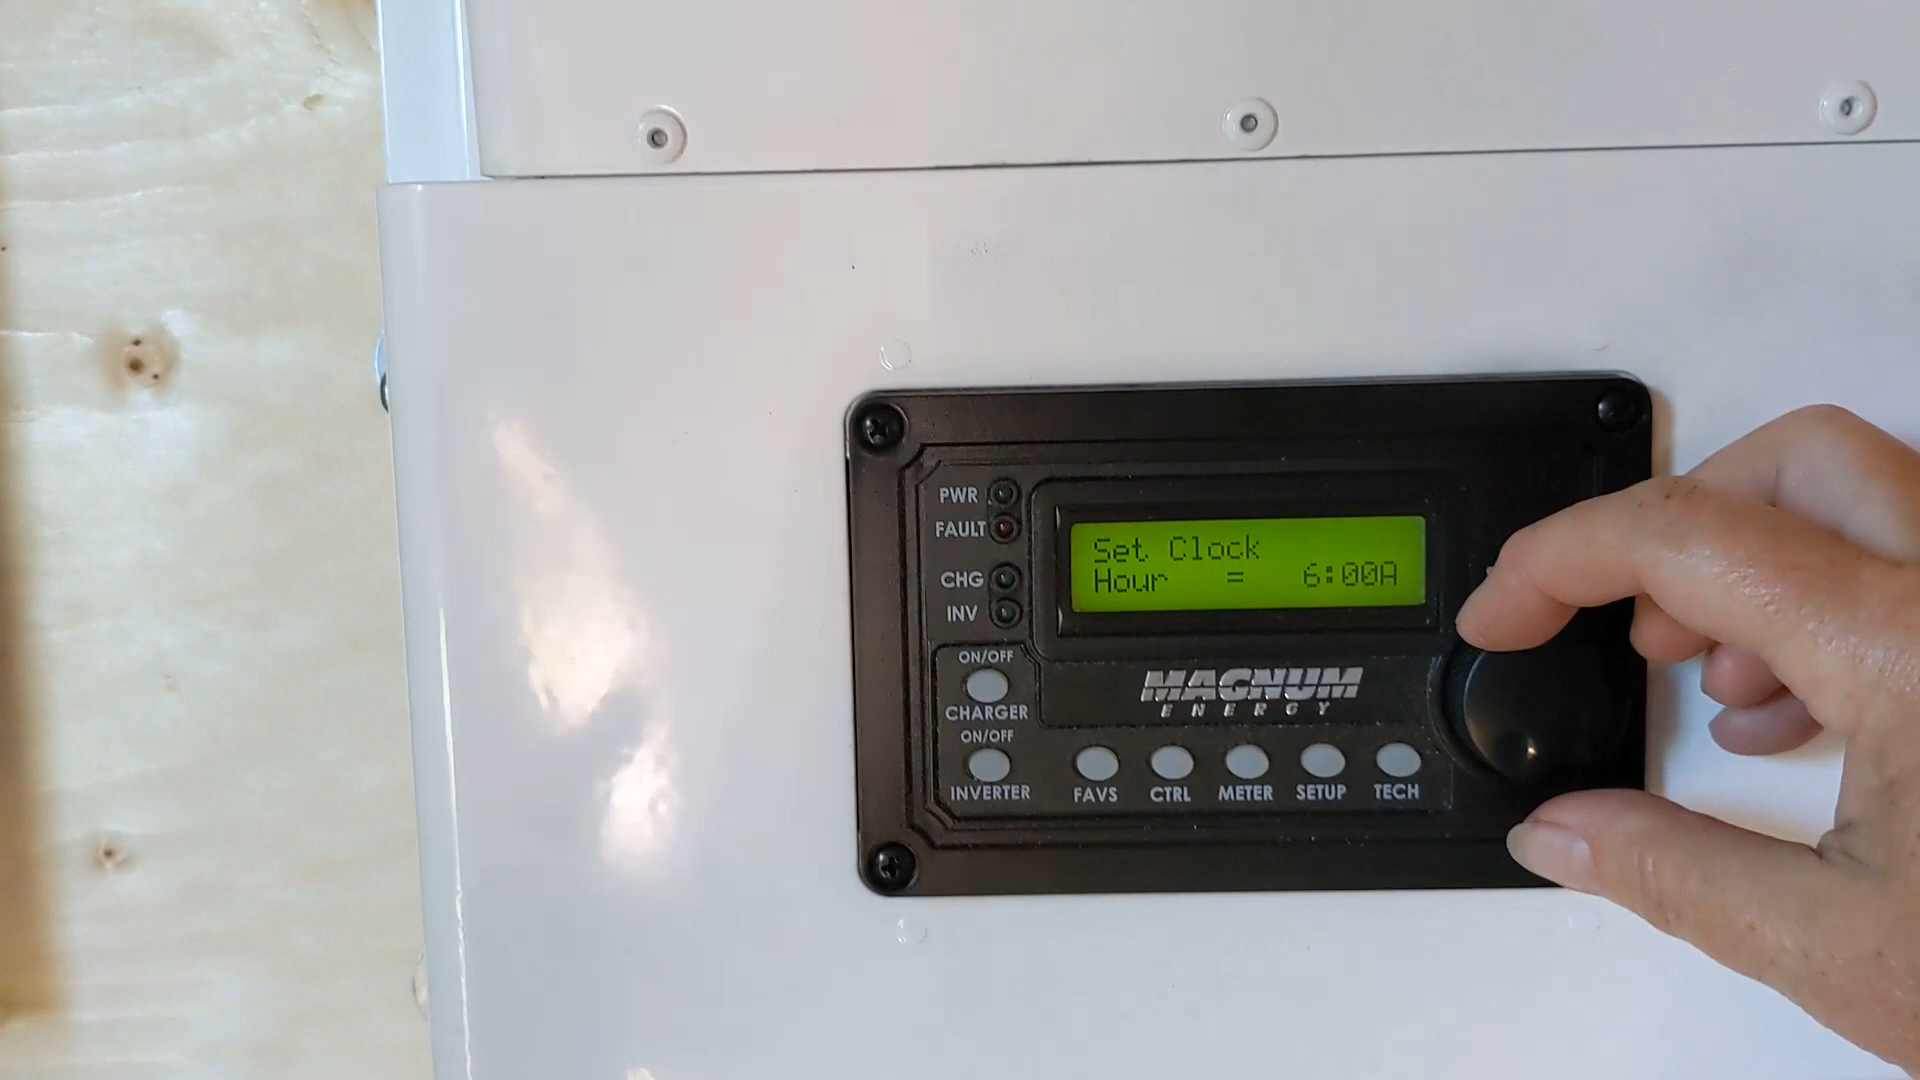 PWR
FAULT
CHG
INV
Set Clock
Hour = 6:00A
ON/OFF
CHARGER
ON/OFF
INVERTER
MAGNUM
ENERGY
FAVS CTRL METER SETUP TECH